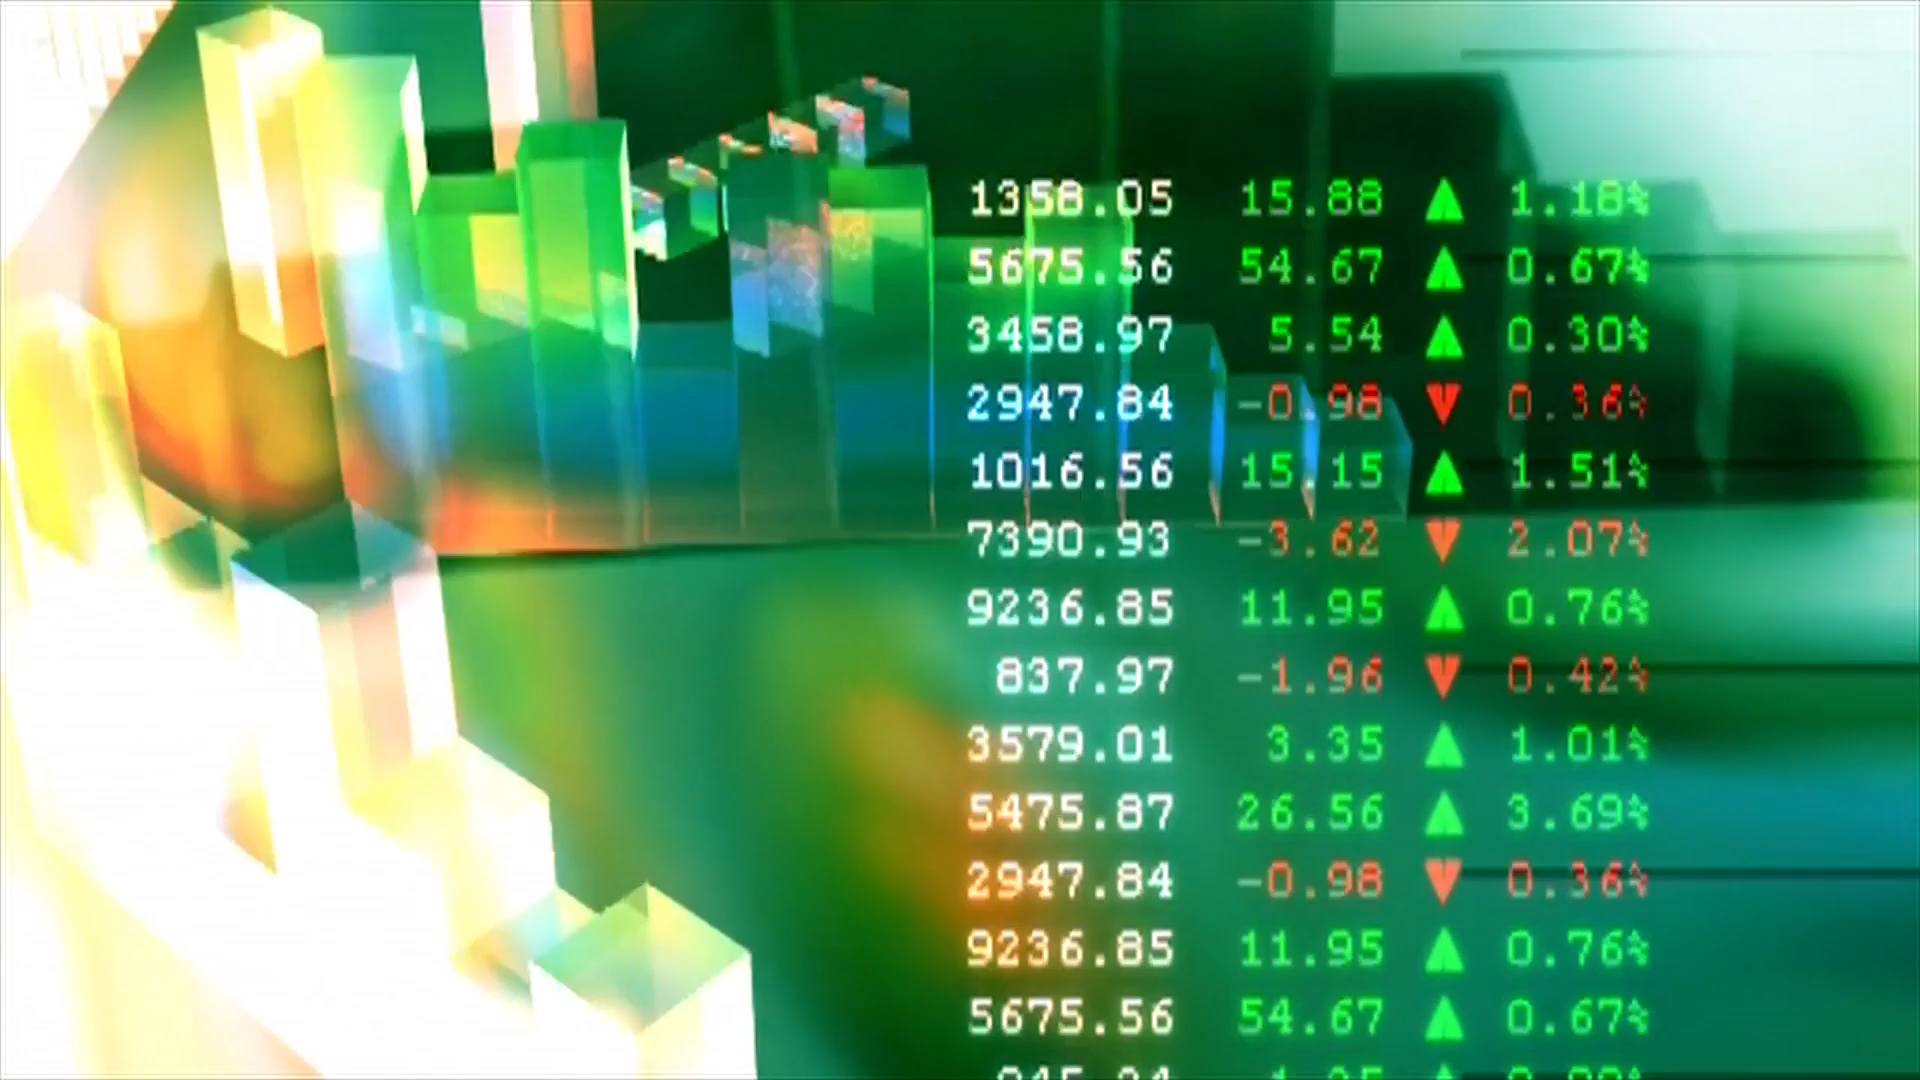 1358.05 15.88 ▲ 1.18%
5675.56 54.67 ▲ 0.67%
3458.97 5.54 ▲ 0.30%
2947.84 -0.98 ▼ 0.36%
1016.56 15.15 ▲ 1.51%
7390.93 -3.62 ▼ 2.07%
9236.85 11.95 ▲ 0.76%
837.97 -1.96 ▼ 0.42%
3579.01 3.35 ▲ 1.01%
5475.87 26.56 ▲ 3.69%
2947.84 -0.98 ▼ 0.36%
9236.85 11.95 ▲ 0.76%
5675.56 54.67 ▲ 0.67%